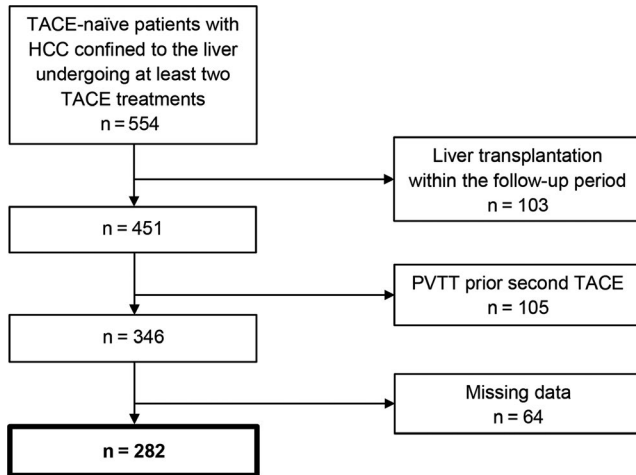 TACE-naïve patients with
HCC confined to the liver
undergoing at least two
TACE treatments
n = 554
Liver transplantation
within the follow-up period
n = 103
n = 451
PVTT prior second TACE
n = 105
n = 346
Missing data
n = 64
n = 282